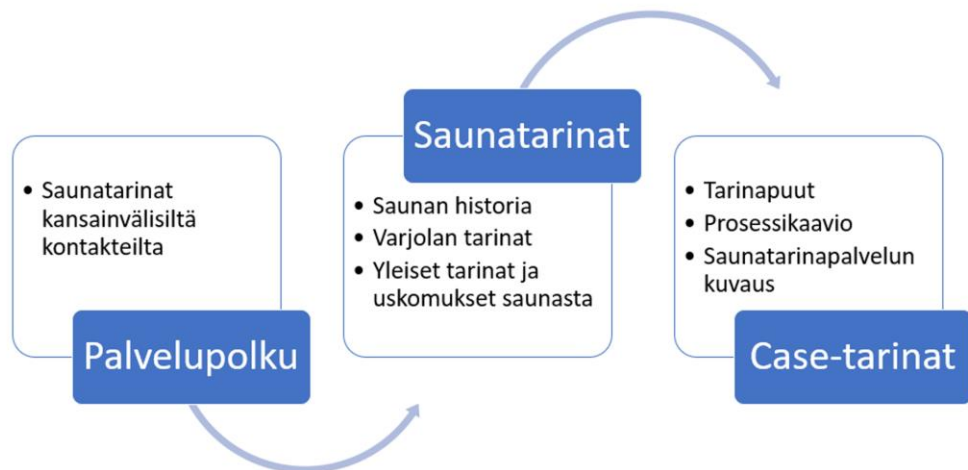 • Saunatarinat
kansainvälisiltä
kontakteilta
Palvelupolku
Saunatarinat
• Saunan historia
• Varjolan tarinat
• Yleiset tarinat ja
uskomukset saunasta
• Tarinapuut
• Prosessikaavio
• Saunatarinapalvelun
kuvaus
Case-tarinat